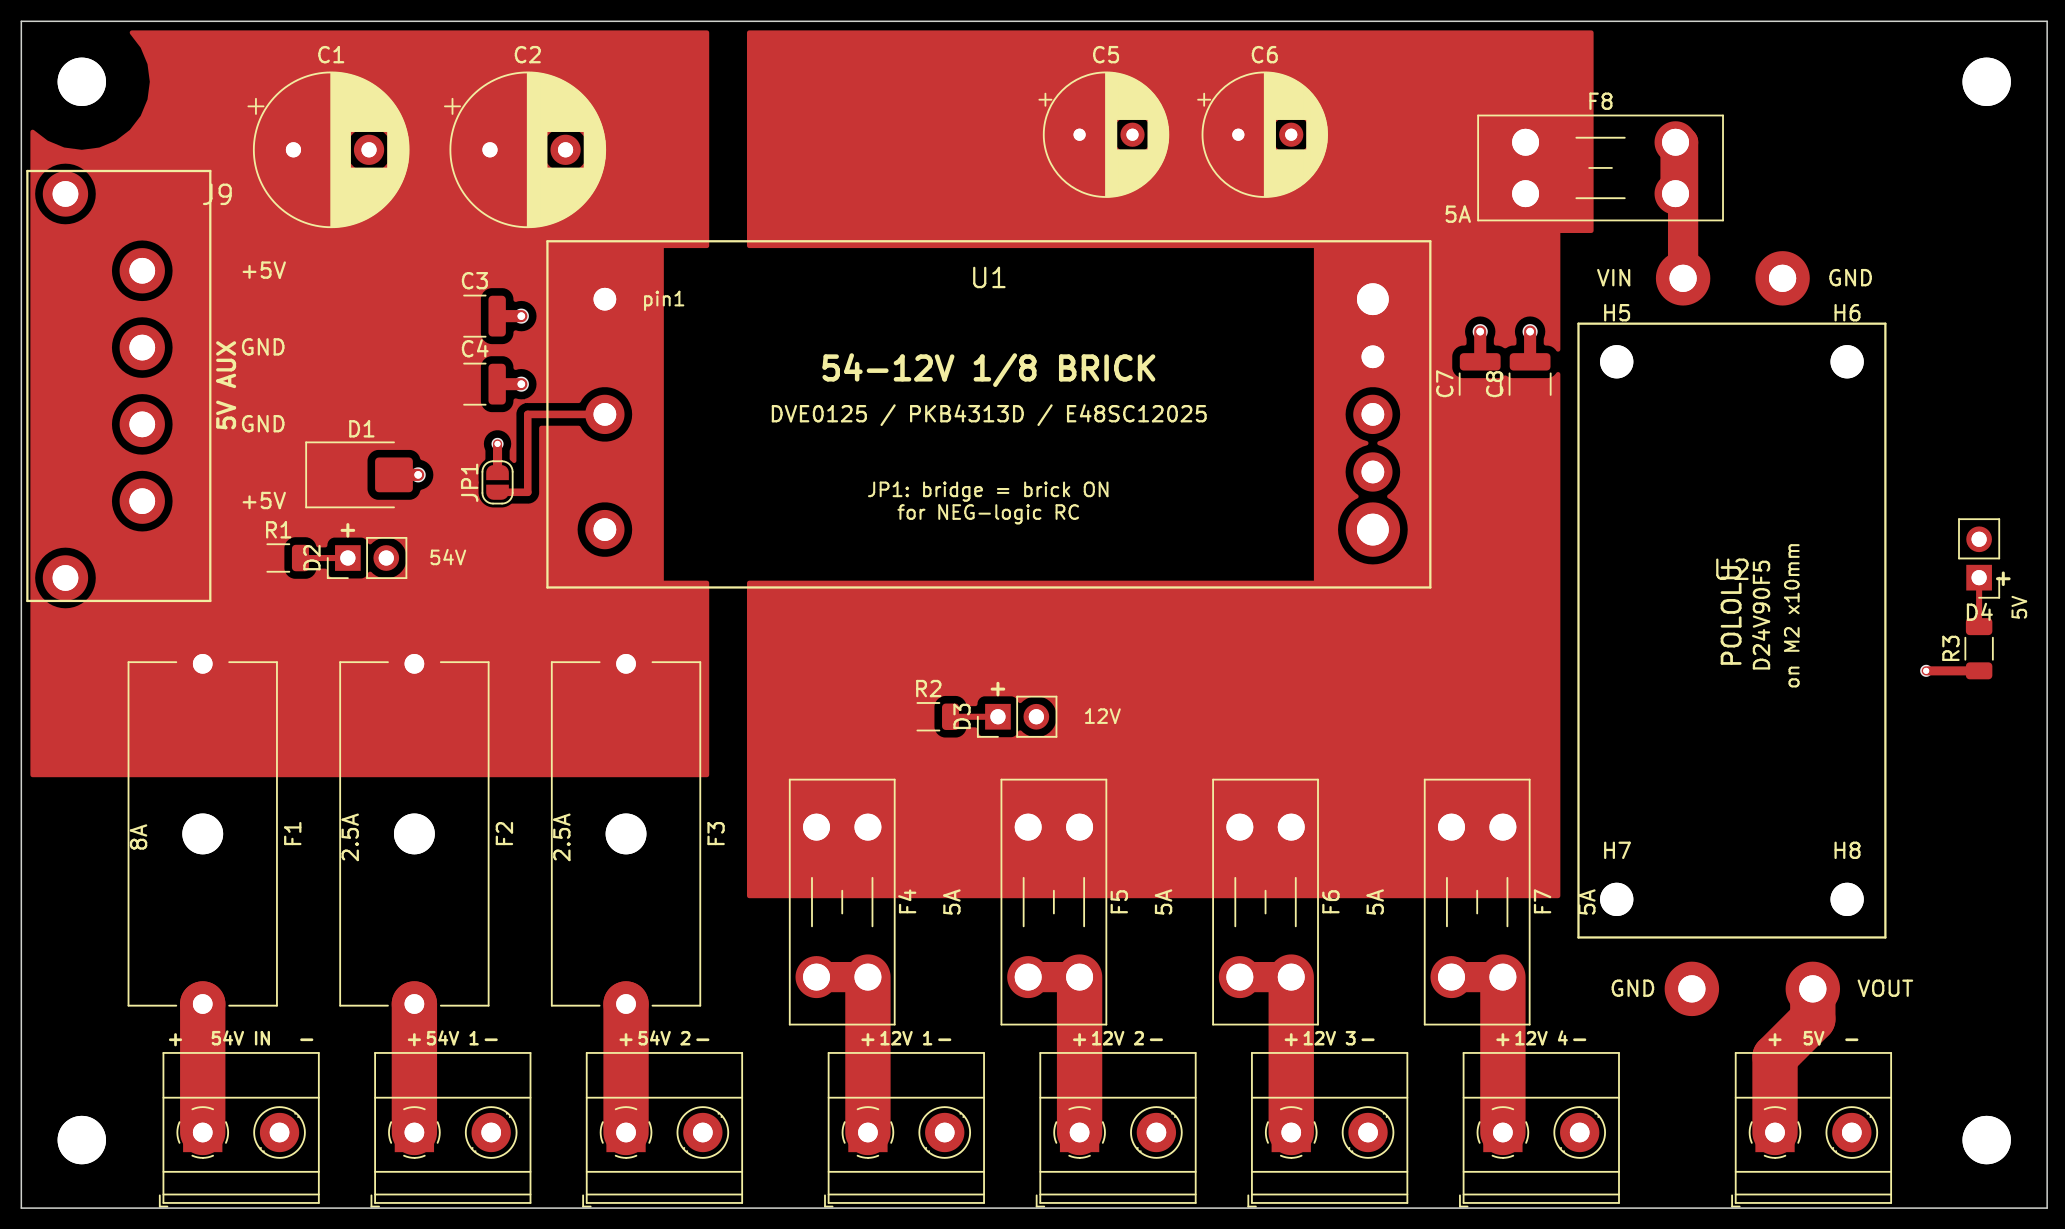 C1
C2
C5
C6
F8
J9
5A
+5V
C3
U1
VIN
GND
pin1
H5
H6
GND
5V AUX
C4
54-12V 1/8 BRICK
C7
C8
GND
D1
DVE0125 / PKB4313D / E48SC12025
+5V
JP1
JP1: bridge = brick ON
for NEG-logic RC
R1
+
D2
54V
U2
POLOLU
D24V90F5
on M2 x10mm
+
D4
5V
R3
R2
+
D3
12V
8A
F1
2.5A
F2
2.5A
F3
H7
H8
F4
5A
F5
5A
F6
5A
F7
5A
GND
VOUT
+ 54V IN -
+ 54V 1 -
+ 54V 2 -
+ 12V 1 -
+ 12V 2 -
+ 12V 3 -
+ 12V 4 -
+ 5V -